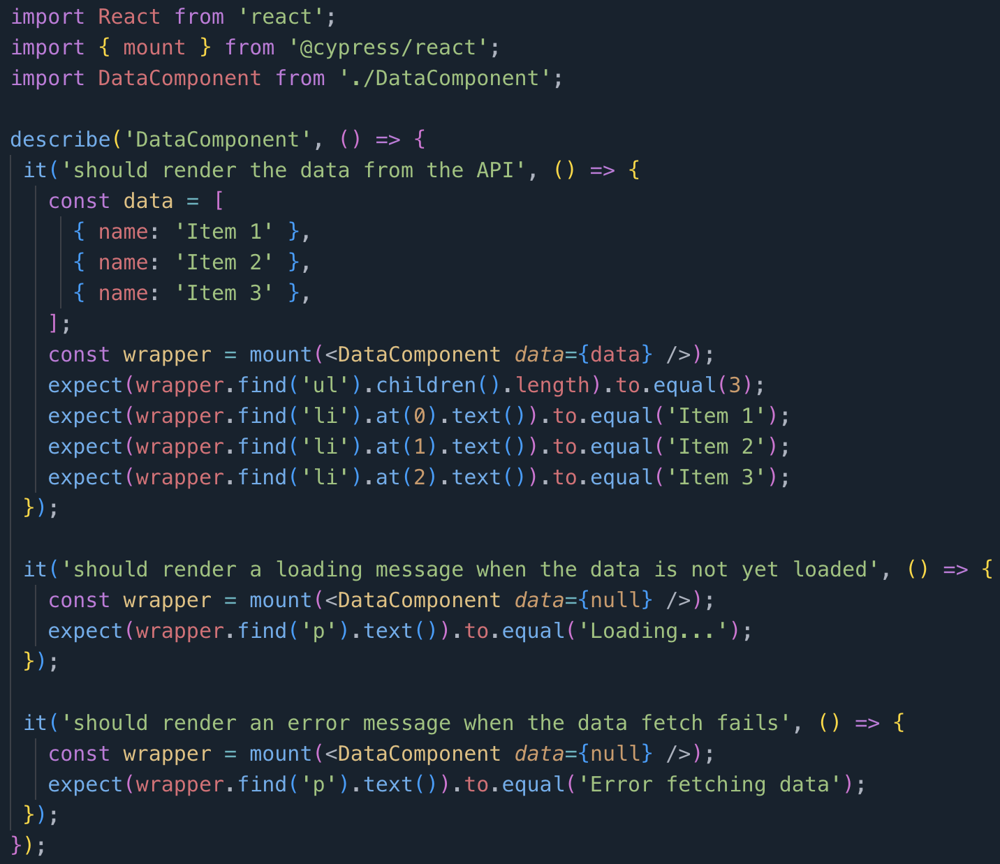 import React from 'react';
import { mount } from '@cypress/react';
import DataComponent from './DataComponent';

describe('DataComponent', () => {
 it('should render the data from the API', () => {
   const data = [
     { name: 'Item 1' },
     { name: 'Item 2' },
     { name: 'Item 3' },
   ];
   const wrapper = mount(<DataComponent data={data} />);
   expect(wrapper.find('ul').children().length).to.equal(3);
   expect(wrapper.find('li').at(0).text()).to.equal('Item 1');
   expect(wrapper.find('li').at(1).text()).to.equal('Item 2');
   expect(wrapper.find('li').at(2).text()).to.equal('Item 3');
 });

 it('should render a loading message when the data is not yet loaded', () => {
   const wrapper = mount(<DataComponent data={null} />);
   expect(wrapper.find('p').text()).to.equal('Loading...');
 });

 it('should render an error message when the data fetch fails', () => {
   const wrapper = mount(<DataComponent data={null} />);
   expect(wrapper.find('p').text()).to.equal('Error fetching data');
 });
});